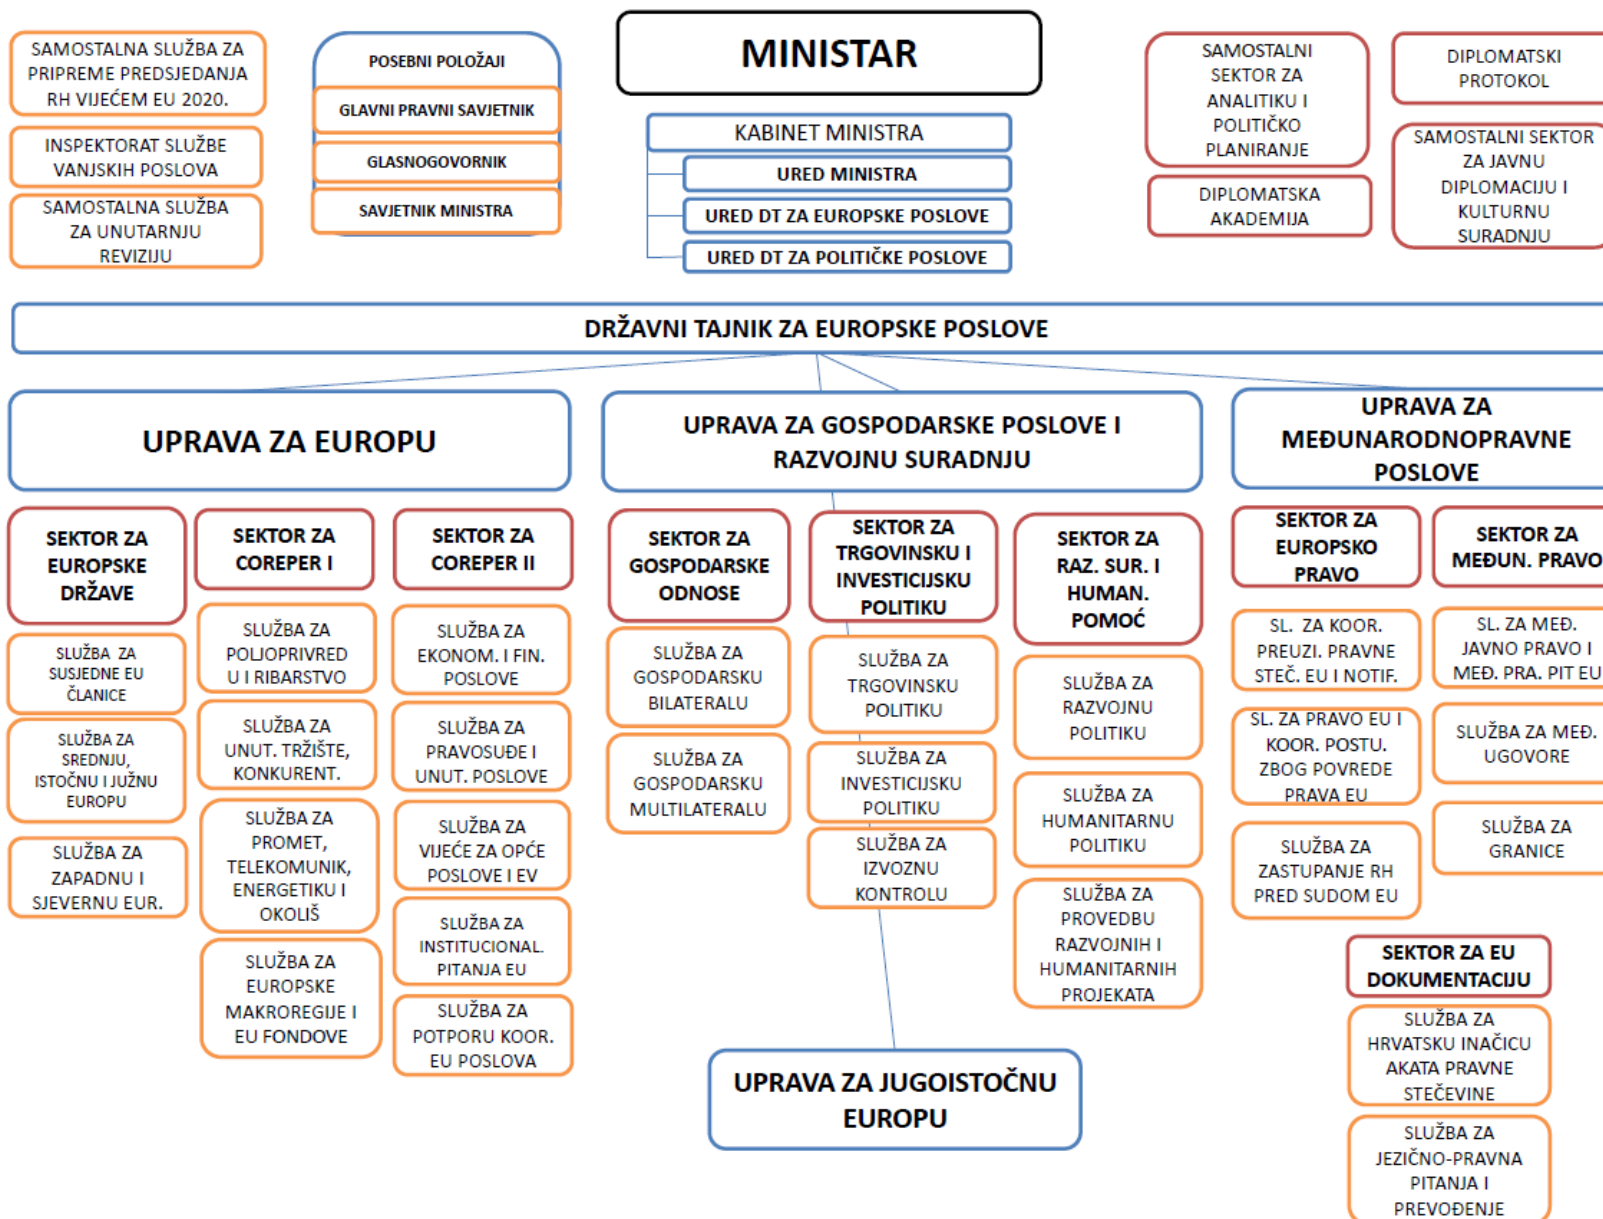 SAMOSTALNA SLUŽBA ZA
PRIPREME PREDSJEDANJA
RH VIJEĆEM EU 2020.
INSPEKTORAT SLUŽBE
VANJSKIH POSLOVA
SAMOSTALNA SLUŽBA
ZA UNUTARNJU
REVIZIJU
POSEBNI POLOŽAJI
GLAVNI PRAVNI SAVJETNIK
GLASNOGOVORNIK
SAVJETNIK MINISTRA
MINISTAR
KABINET MINISTRA
URED MINISTRA
URED DT ZA EUROPSKE POSLOVE
URED DT ZA POLITIČKE POSLOVE
SAMOSTALNI
SEKTOR ZA
ANALITIKU I
POLITIČKO
PLANIRANJE
DIPLOMATSKA
AKADEMIJA
DIPLOMATSKI
PROTOKOL
SAMOSTALNI SEKTOR
ZA JAVNU
DIPLOMACIJU I
KULTURNU
SURADNJU
DRŽAVNI TAJNIK ZA EUROPSKE POSLOVE
UPRAVA ZA EUROPU
SEKTOR ZA
EUROPSKE
DRŽAVE
SLUŽBA ZA
SUSJEDNE EU
ČLANICE
SLUŽBA ZA
SREDNJU,
ISTOČNU I JUŽNU
EUROPU
SLUŽBA ZA
ZAPADNU I
SJEVERNU EUR.
SEKTOR ZA
COREPER I
SLUŽBA ZA
POLJOPRIVRED
U I RIBARSTVO
SLUŽBA ZA
UNUT. TRŽIŠTE,
KONKURENT.
SLUŽBA ZA
PROMET,
TELEKOMUNIK,
ENERGETIKU I
OKOLIŠ
SLUŽBA ZA
EUROPSKE
MAKROREGIJE I
EU FONDOVE
SEKTOR ZA
COREPER II
SLUŽBA ZA
EKONOM. I FIN.
POSLOVE
SLUŽBA ZA
PRAVOSUĐE I
UNUT. POSLOVE
SLUŽBA ZA
VIJEĆE ZA OPĆE
POSLOVE I EV
SLUŽBA ZA
INSTITUCIONAL.
PITANJA EU
SLUŽBA ZA
POTPORU KOOR.
EU POSLOVA
UPRAVA ZA GOSPODARSKE POSLOVE I
RAZVOJNU SURADNJU
SEKTOR ZA
GOSPODARSKE
ODNOSE
SLUŽBA ZA
GOSPODARSKU
BILATERALU
SLUŽBA ZA
GOSPODARSKU
MULTILATERALU
SEKTOR ZA
TRGOVINSKU I
INVESTICIJSKU
POLITIKU
SLUŽBA ZA
TRGOVINSKU
POLITIKU
SLUŽBA ZA
INVESTICIJSKU
POLITIKU
SLUŽBA ZA
IZVOZNU
KONTROLU
SEKTOR ZA
RAZ. SUR. I
HUMAN.
POMOĆ
SLUŽBA ZA
RAZVOJNU
POLITIKU
SLUŽBA ZA
HUMANITARNU
POLITIKU
SLUŽBA ZA
PROVEDBU
RAZVOJNIH I
HUMANITARNIH
PROJEKATA
UPRAVA ZA JUGOISTOČNU
EUROPU
UPRAVA ZA
MEĐUNARODNOPRAVNE
POSLOVE
SEKTOR ZA
EUROPSKO
PRAVO
SL. ZA KOOR.
PREUZI. PRAVNE
STEČ. EU I NOTIF.
SL. ZA PRAVO EU I
KOOR. POSTU.
ZBOG POVREDE
PRAVA EU
SLUŽBA ZA
ZASTUPANJE RH
PRED SUDOM EU
SEKTOR ZA
MEĐUN. PRAVO
SL. ZA MEĐ.
JAVNO PRAVO I
MEĐ. PRA. PIT EU
SLUŽBA ZA MEĐ.
UGOVORE
SLUŽBA ZA
GRANICE
SEKTOR ZA EU
DOKUMENTACIJU
SLUŽBA ZA
HRVATSKU INAČICU
AKATA PRAVNE
STEČEVINE
SLUŽBA ZA
JEZIČNO-PRAVNA
PITANJA I
PREVOĐENJE